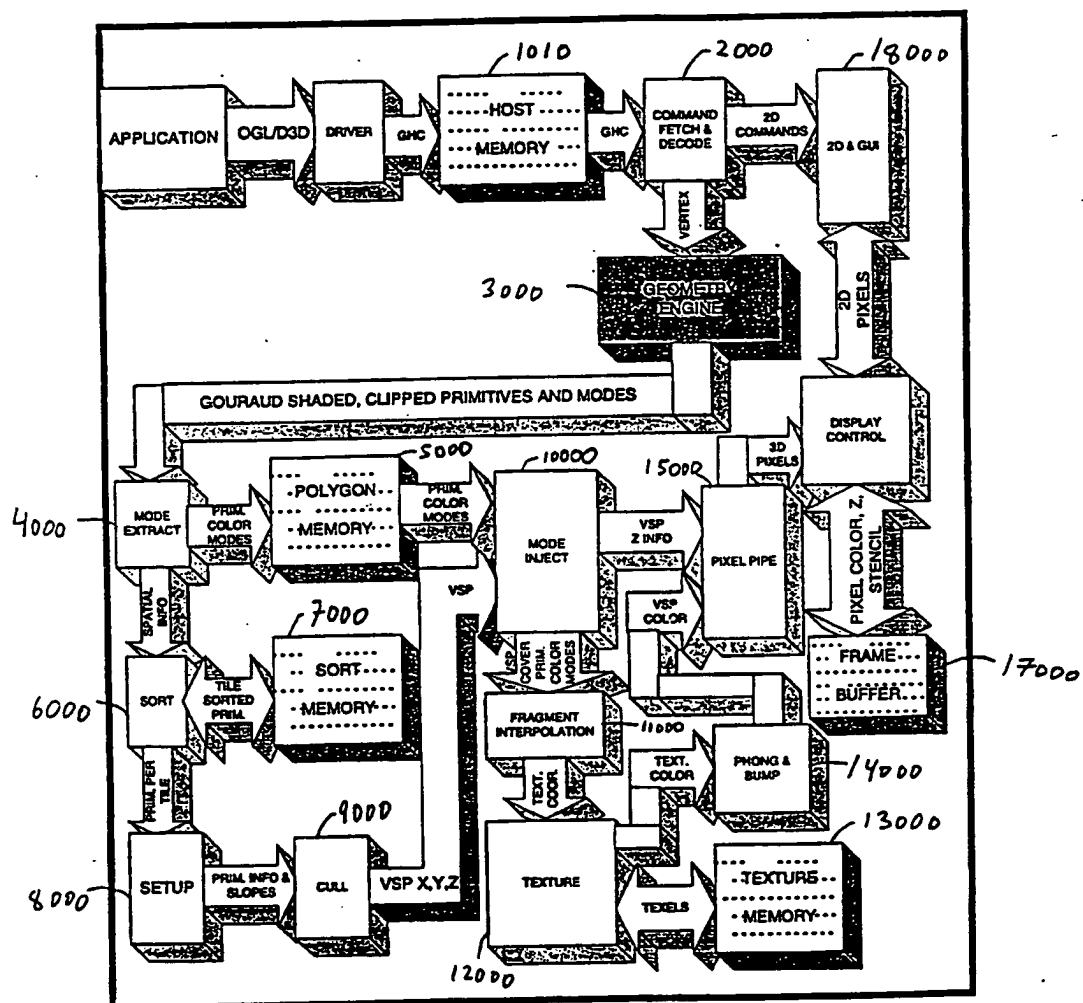 1010
2000
18000
APPLICATION
OGL/D3D
DRIVER
GHC
HOST
MEMORY
GHC
COMMAND
FETCH &
DECODE
2D
COMMANDS
2D & GUI
VERTEX
3000
GEOMETRY
ENGINE
2D
PIXELS
GOURAUD SHADED, CLIPPED PRIMITIVES AND MODES
DISPLAY
CONTROL
3D
PIXELS
5000
10000
15000
4000
MODE
EXTRACT
PRIM.
COLOR
MODES
POLYGON
MEMORY
PRIM.
COLOR
MODES
MODE
INJECT
VSP
Z INFO
PIXEL PIPE
PIXEL COLOR, Z,
STENCIL
VSP
VSP
COLOR
SPATIAL
INFO
7000
6000
SORT
TILE
SORTED
PRIM.
SORT
MEMORY
VSP
COVER
PRIM.
COLOR
MODES
FRAME
BUFFER
17000
FRAGMENT
INTERPOLATION
11000
PRIM. PER
TILE
TEXT.
COOR.
TEXT.
COLOR
PHONG &
BUMP
14000
9000
13000
8000
SETUP
PRIM. INFO &
SLOPES
CULL
VSP X,Y,Z
TEXTURE
TEXELS
TEXTURE
MEMORY
12000